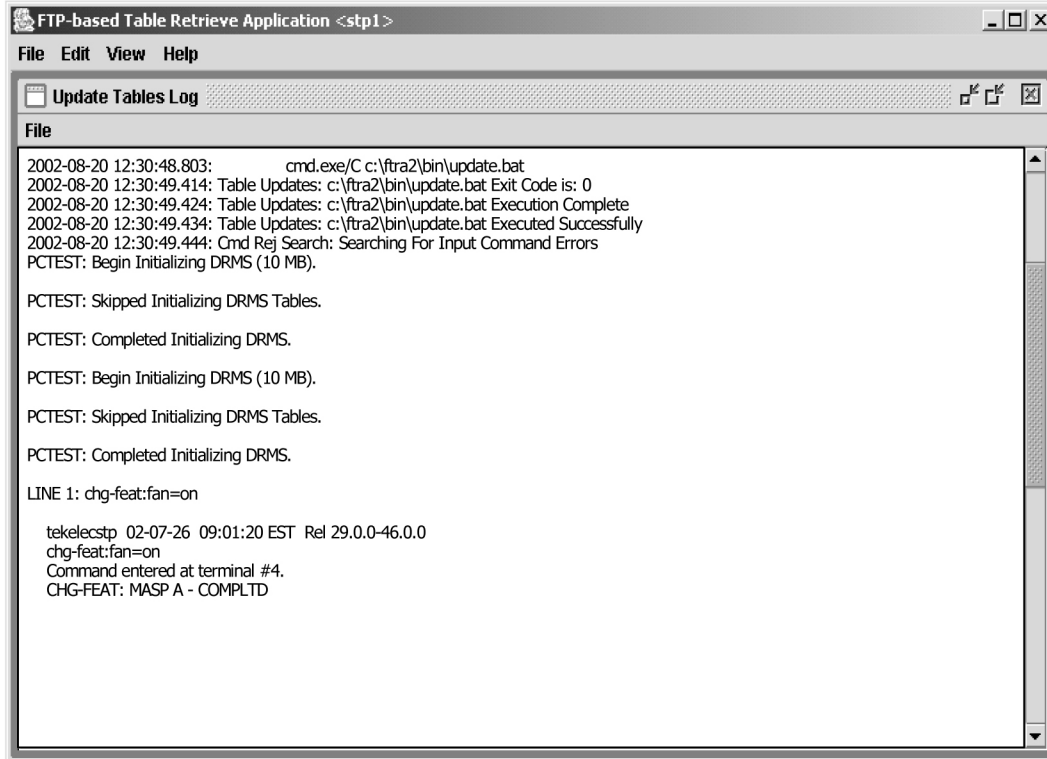 FTP-based Table Retrieve Application <stp1>
File Edit View Help
Update Tables Log
File
2002-08-20 12:30:48.803: cmd.exe/C c:\ftra2\bin\update.bat
2002-08-20 12:30:49.414: Table Updates: c:\ftra2\bin\update.bat Exit Code is: 0
2002-08-20 12:30:49.424: Table Updates: c:\ftra2\bin\update.bat Execution Complete
2002-08-20 12:30:49.434: Table Updates: c:\ftra2\bin\update.bat Executed Successfully
2002-08-20 12:30:49.444: Cmd Rej Search: Searching For Input Command Errors
PCTEST: Begin Initializing DRMS (10 MB).
PCTEST: Skipped Initializing DRMS Tables.
PCTEST: Completed Initializing DRMS.
PCTEST: Begin Initializing DRMS (10 MB).
PCTEST: Skipped Initializing DRMS Tables.
PCTEST: Completed Initializing DRMS.
LINE 1: chg-feat:fan=on
tekelecstp 02-07-26 09:01:20 EST Rel 29.0.0-46.0.0
chg-feat:fan=on
Command entered at terminal #4.
CHG-FEAT: MASP A - COMPLTD